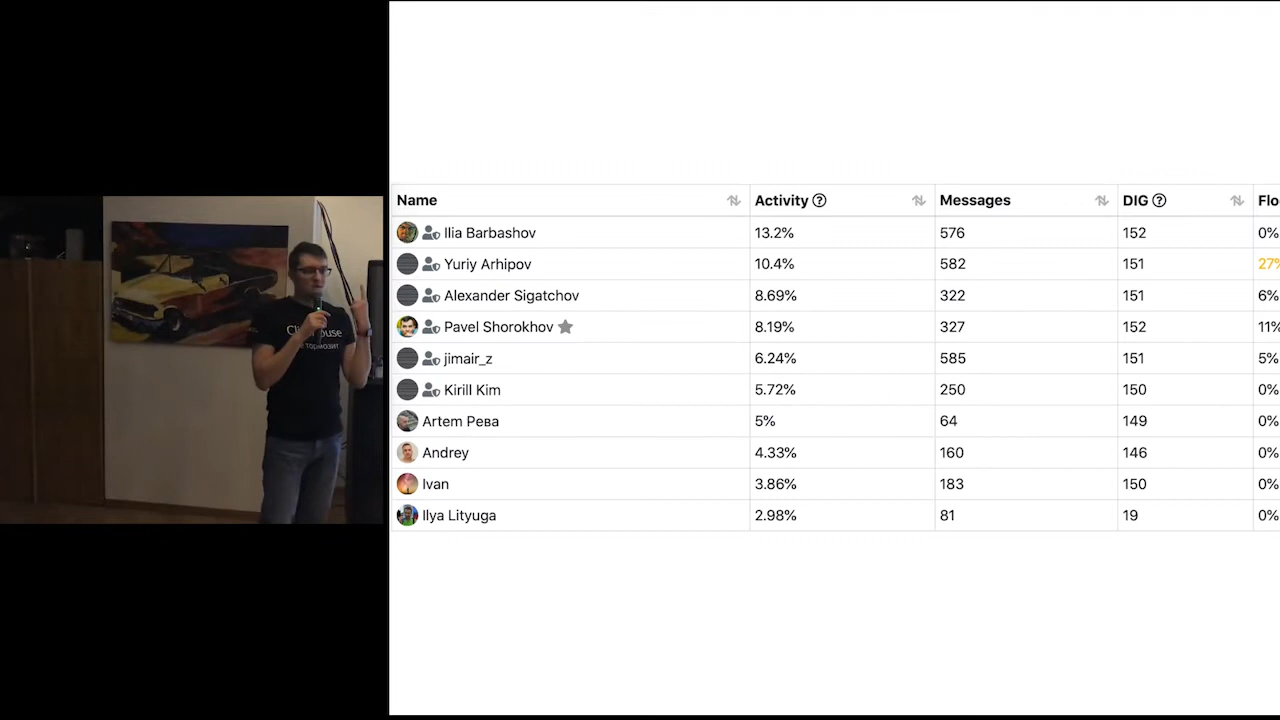 Name Activity Messages DIG Flo
Ilia Barbashov 13.2% 576 152 0%
Yuriy Arhipov 10.4% 582 151 27%
Alexander Sigatchov 8.69% 322 151 6%
Pavel Shorokhov 8.19% 327 152 11%
jimair_z 6.24% 585 151 5%
Kirill Kim 5.72% 250 150 0%
Artem Рева 5% 64 149 0%
Andrey 4.33% 160 146 0%
Ivan 3.86% 183 150 0%
Ilya Lityuga 2.98% 81 19 0%
тормозит